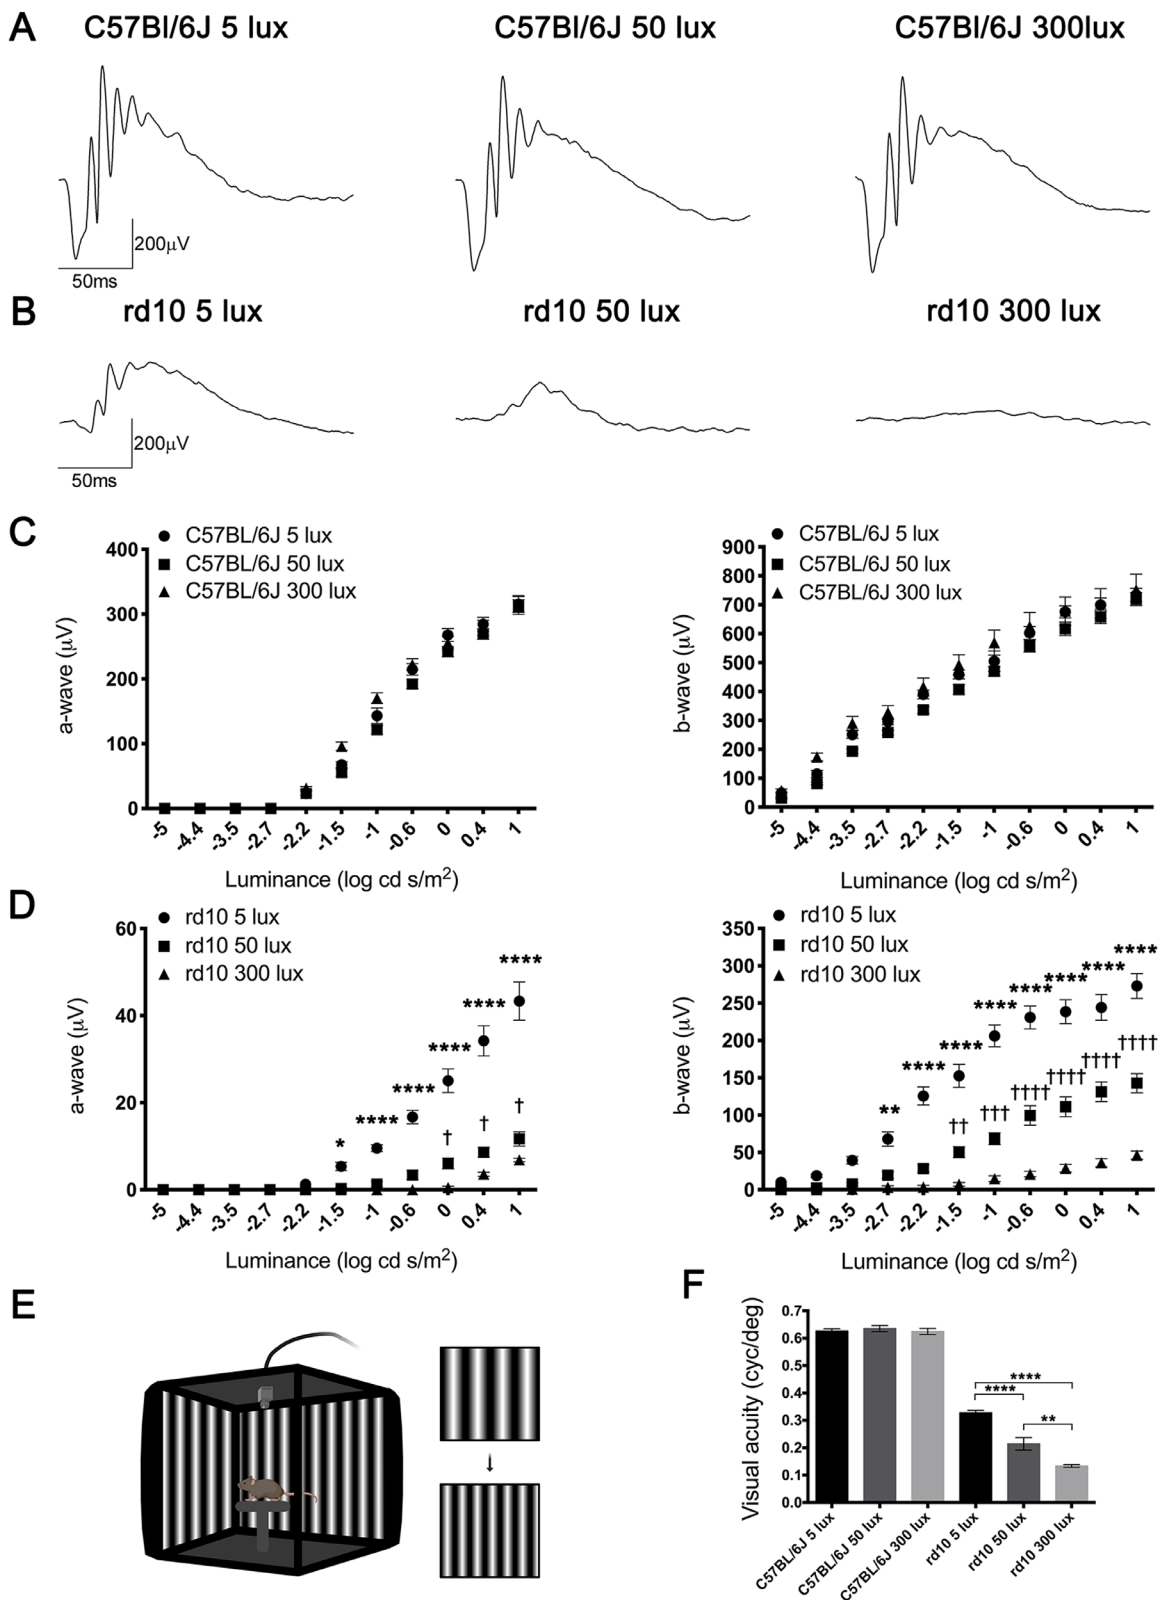 A
C57Bl/6J 5 lux
C57Bl/6J 50 lux
C57Bl/6J 300lux
200µV
50ms
B
rd10 5 lux
rd10 50 lux
rd10 300 lux
200µV
50ms
C
C57BL/6J 5 lux
C57BL/6J 50 lux
C57BL/6J 300 lux
a-wave (µV)
400
300
200
100
0
-5 -4.4 -3.5 -2.7 -2.2 -1.5 -1 -0.6 0 0.4 1
Luminance (log cd s/m²)
C57BL/6J 5 lux
C57BL/6J 50 lux
C57BL/6J 300 lux
b-wave (µV)
900
800
700
600
500
400
300
200
100
0
-5 -4.4 -3.5 -2.7 -2.2 -1.5 -1 -0.6 0 0.4 1
Luminance (log cd s/m²)
D
rd10 5 lux
rd10 50 lux
rd10 300 lux
a-wave (µV)
60
40
20
0
* **** **** **** **** ****
† † †
-5 -4.4 -3.5 -2.7 -2.2 -1.5 -1 -0.6 0 0.4 1
Luminance (log cd s/m²)
rd10 5 lux
rd10 50 lux
rd10 300 lux
b-wave (µV)
350
300
250
200
150
100
50
0
** **** **** **** **** **** **** ****
†† ††† †††† †††† †††† ††††
-5 -4.4 -3.5 -2.7 -2.2 -1.5 -1 -0.6 0 0.4 1
Luminance (log cd s/m²)
E
F
Visual acuity (cyc/deg)
0.7
0.6
0.5
0.4
0.3
0.2
0.1
0.0
****
****
**
C57BL/6J 5 lux
C57BL/6J 50 lux
C57BL/6J 300 lux
rd10 5 lux
rd10 50 lux
rd10 300 lux